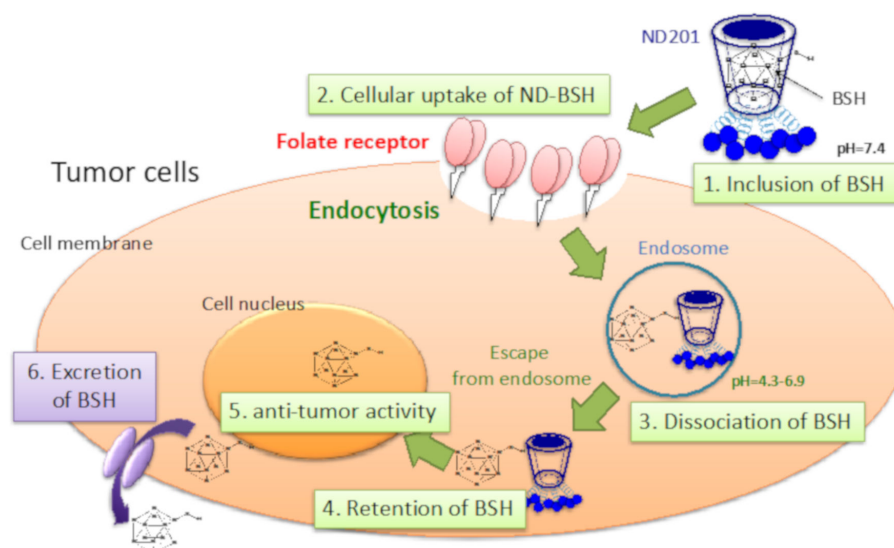 ND201
BSH
pH=7.4
1. Inclusion of BSH
2. Cellular uptake of ND-BSH
Folate receptor
Tumor cells
Endocytosis
Cell membrane
Endosome
Cell nucleus
pH=4.3-6.9
3. Dissociation of BSH
Escape
from endosome
4. Retention of BSH
5. anti-tumor activity
6. Excretion
of BSH